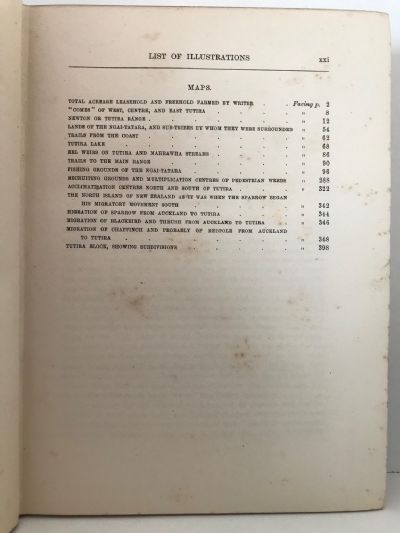 LIST OF ILLUSTRATIONS xxi
MAPS.
TOTAL ACREAGE LEASEHOLD AND FREEHOLD FARMED BY WRITER . Facing p. 2
"COMBS" OF WEST, CENTRE, AND EAST TUTIRA . . . . . " 8
NEWTON OR TUTIRA RANGE . . . . . . . " 12
LANDS OF THE NGAI-TATARA, AND SUB-TRIBES BY WHOM THEY WERE SURROUNDED " 54
TRAILS FROM THE COAST . . . . . . . " 62
TUTIRA LAKE . . . . . . . . " 68
EEL WEIRS ON TUTIRA AND MAHEAWHA STREAMS . . . . . " 86
TRAILS TO THE MAIN RANGE . . . . . . . " 90
FISHING GROUNDS OF THE NGAI-TATARA . . . . . " 96
RECRUITING GROUNDS AND MULTIPLICATION CENTRES OF PEDESTRIAN WEEDS " 288
ACCLIMATISATION CENTRES NORTH AND SOUTH OF TUTIRA . . . " 322
THE NORTH ISLAND OF NEW ZEALAND AS IT WAS WHEN THE SPARROW BEGAN
HIS MIGRATORY MOVEMENT SOUTH . . . . . . " 342
MIGRATION OF SPARROW FROM AUCKLAND TO TUTIRA . . . . " 344
MIGRATION OF BLACKBIRD AND THRUSH FROM AUCKLAND TO TUTIRA . . " 346
MIGRATION OF CHAFFINCH AND PROBABLY OF REDPOLE FROM AUCKLAND
TO TUTIRA . . . . . . . . " 348
TUTIRA BLOCK, SHOWING SUBDIVISIONS . . . . . . " 398